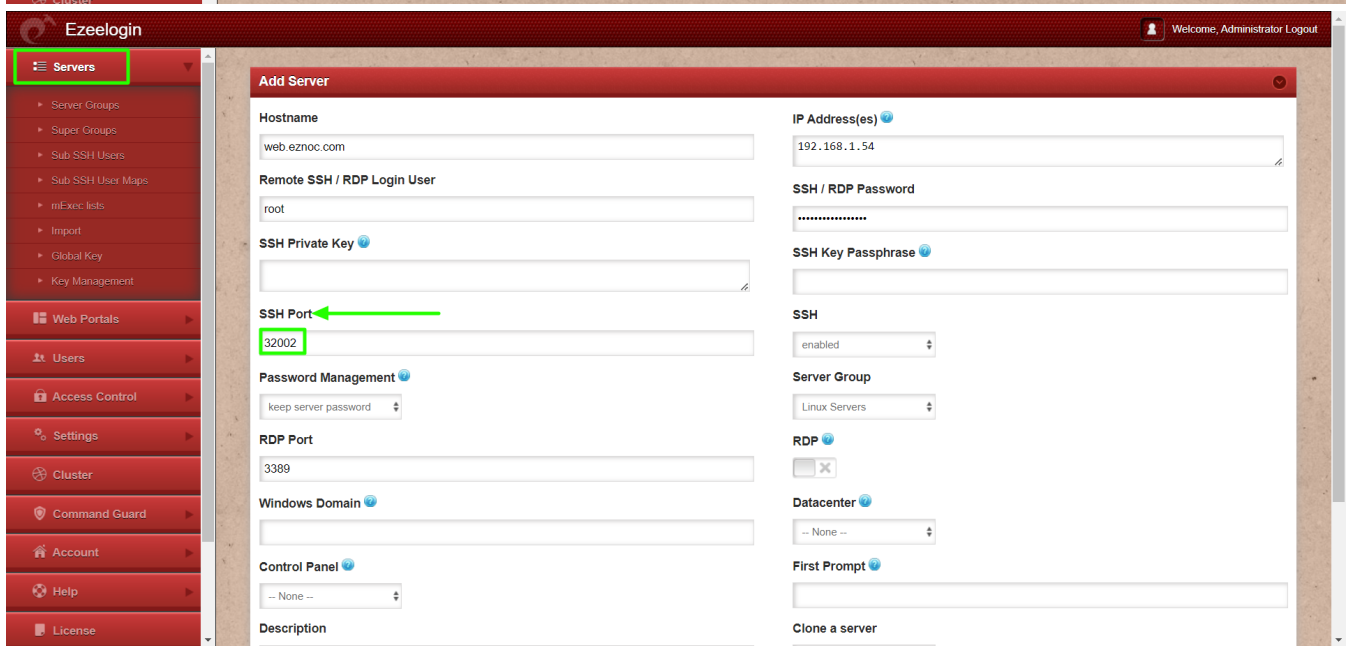 Cluster
Ezeelogin
Welcome, Administrator Logout
Servers
Server Groups
Super Groups
Sub SSH Users
Sub SSH User Maps
mExec lists
Import
Global Key
Key Management
Web Portals
Users
Access Control
Settings
Cluster
Command Guard
Account
Help
License
Add Server
Hostname
web.eznoc.com
IP Address(es)
192.168.1.54
Remote SSH / RDP Login User
root
SSH / RDP Password
•••••••••••••••••
SSH Private Key
SSH Key Passphrase
SSH Port
32002
SSH
enabled
Password Management
keep server password
Server Group
Linux Servers
RDP Port
3389
RDP
Windows Domain
Datacenter
-- None --
Control Panel
-- None --
First Prompt
Description
Clone a server